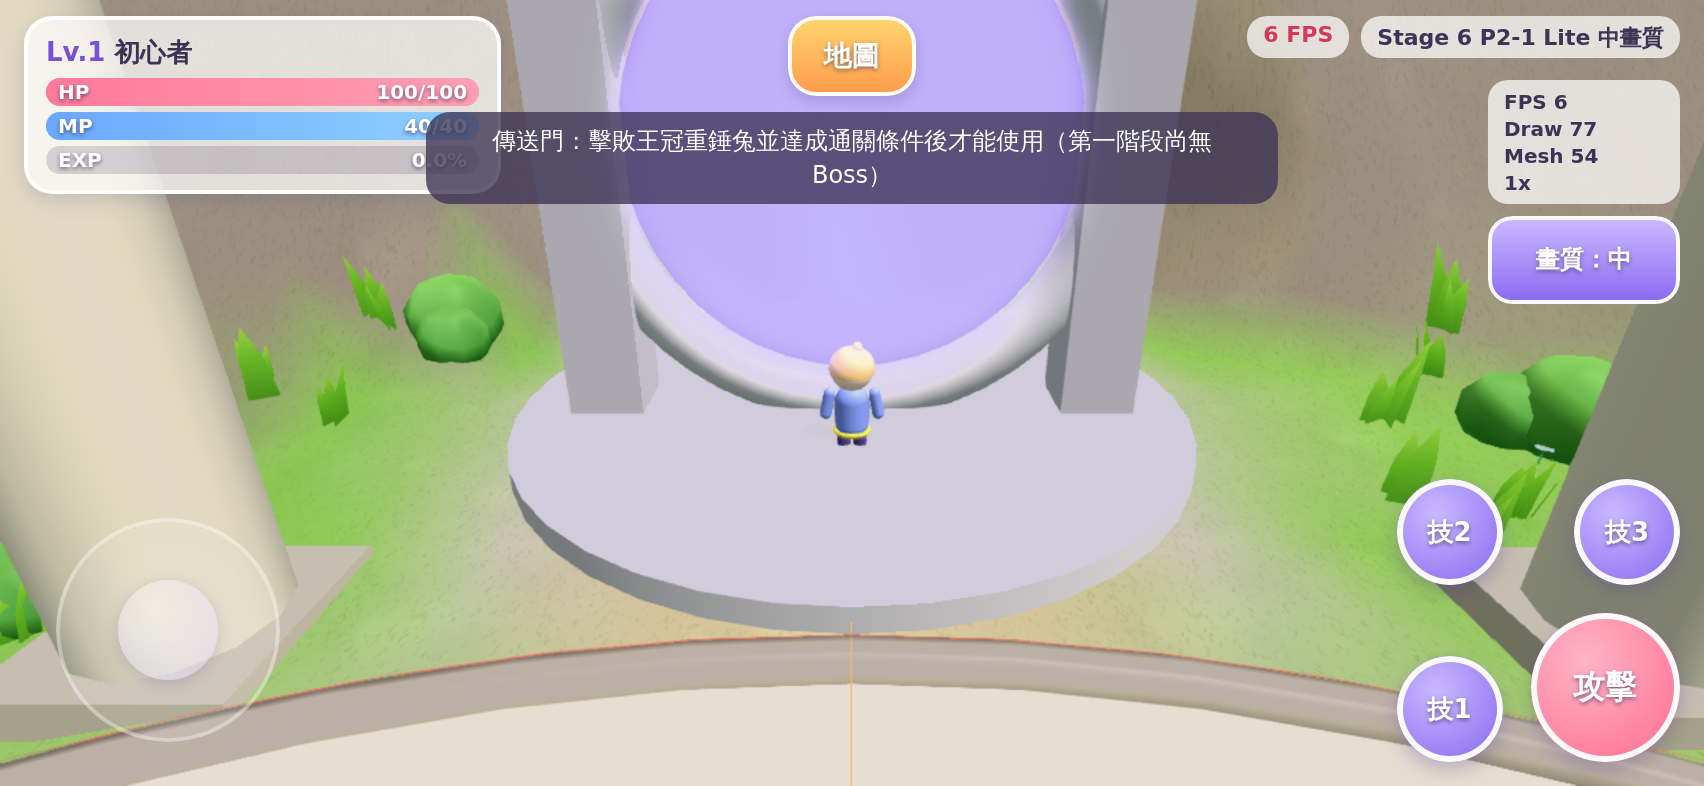 Lv.1 初心者
HP 100/100
MP 40/40
EXP 0.0%
地圖
6 FPS
Stage 6 P2-1 Lite 中畫質
傳送門：擊敗王冠重錘兔並達成通關條件後才能使用（第一階段尚無
Boss）
FPS 6
Draw 77
Mesh 54
1x
畫質：中
技2
技3
技1
攻擊